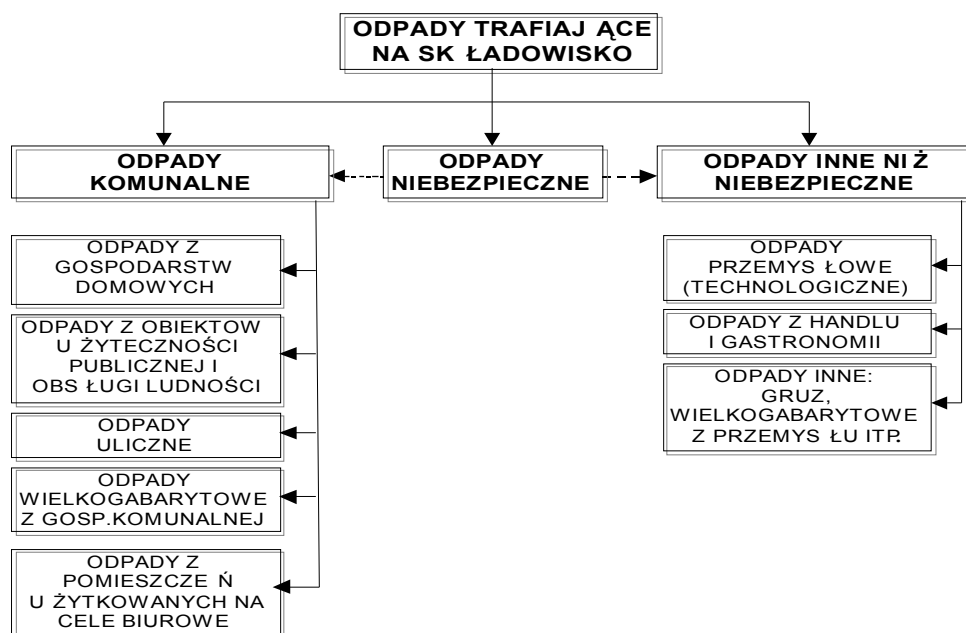 ODPADY TRAFIAJ ĄCE
NA SK ŁADOWISKO
ODPADY
KOMUNALNE
ODPADY
NIEBEZPIECZNE
ODPADY INNE NI Ż
NIEBEZPIECZNE
ODPADY Z
GOSPODARSTW
DOMOWYCH
ODPADY Z OBIEKTOW
U ŻYTECZNOŚCI
PUBLICZNEJ I
OBS ŁUGI LUDNOŚCI
ODPADY
ULICZNE
ODPADY
WIELKOGABARYTOWE
Z GOSP.KOMUNALNEJ
ODPADY Z
POMIESZCZE Ń
U ŻYTKOWANYCH NA
CELE BIUROWE
ODPADY
PRZEMYS ŁOWE
(TECHNOLOGICZNE)
ODPADY Z HANDLU
I GASTRONOMII
ODPADY INNE:
GRUZ,
WIELKOGABARYTOWE
Z PRZEMYS ŁU ITP.